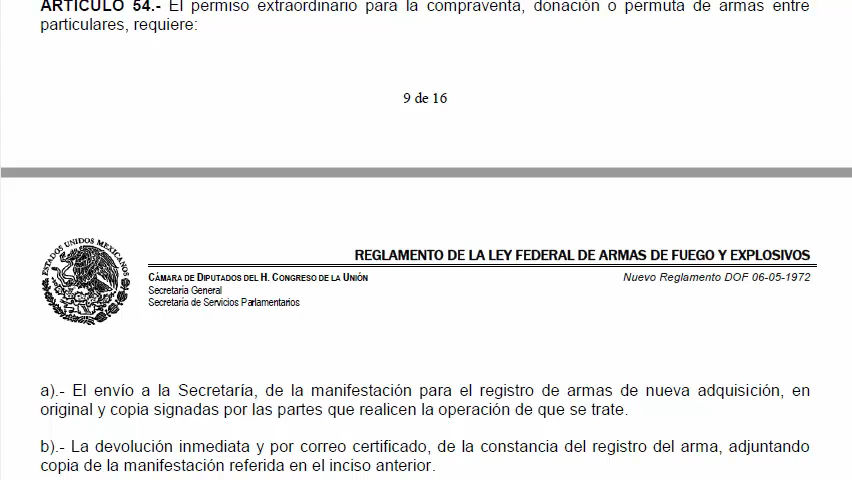 ARTÍCULO 54.- El permiso extraordinario para la compraventa, donación o permuta de armas entre
particulares, requiere:
9 de 16
ESTADOS UNIDOS MEXICANOS
REGLAMENTO DE LA LEY FEDERAL DE ARMAS DE FUEGO Y EXPLOSIVOS
CÁMARA DE DIPUTADOS DEL H. CONGRESO DE LA UNIÓN
Nuevo Reglamento DOF 06-05-1972
Secretaría General
Secretaría de Servicios Parlamentarios
a).- El envío a la Secretaría, de la manifestación para el registro de armas de nueva adquisición, en
original y copia signadas por las partes que realicen la operación de que se trate.
b).- La devolución inmediata y por correo certificado, de la constancia del registro del arma, adjuntando
copia de la manifestación referida en el inciso anterior.